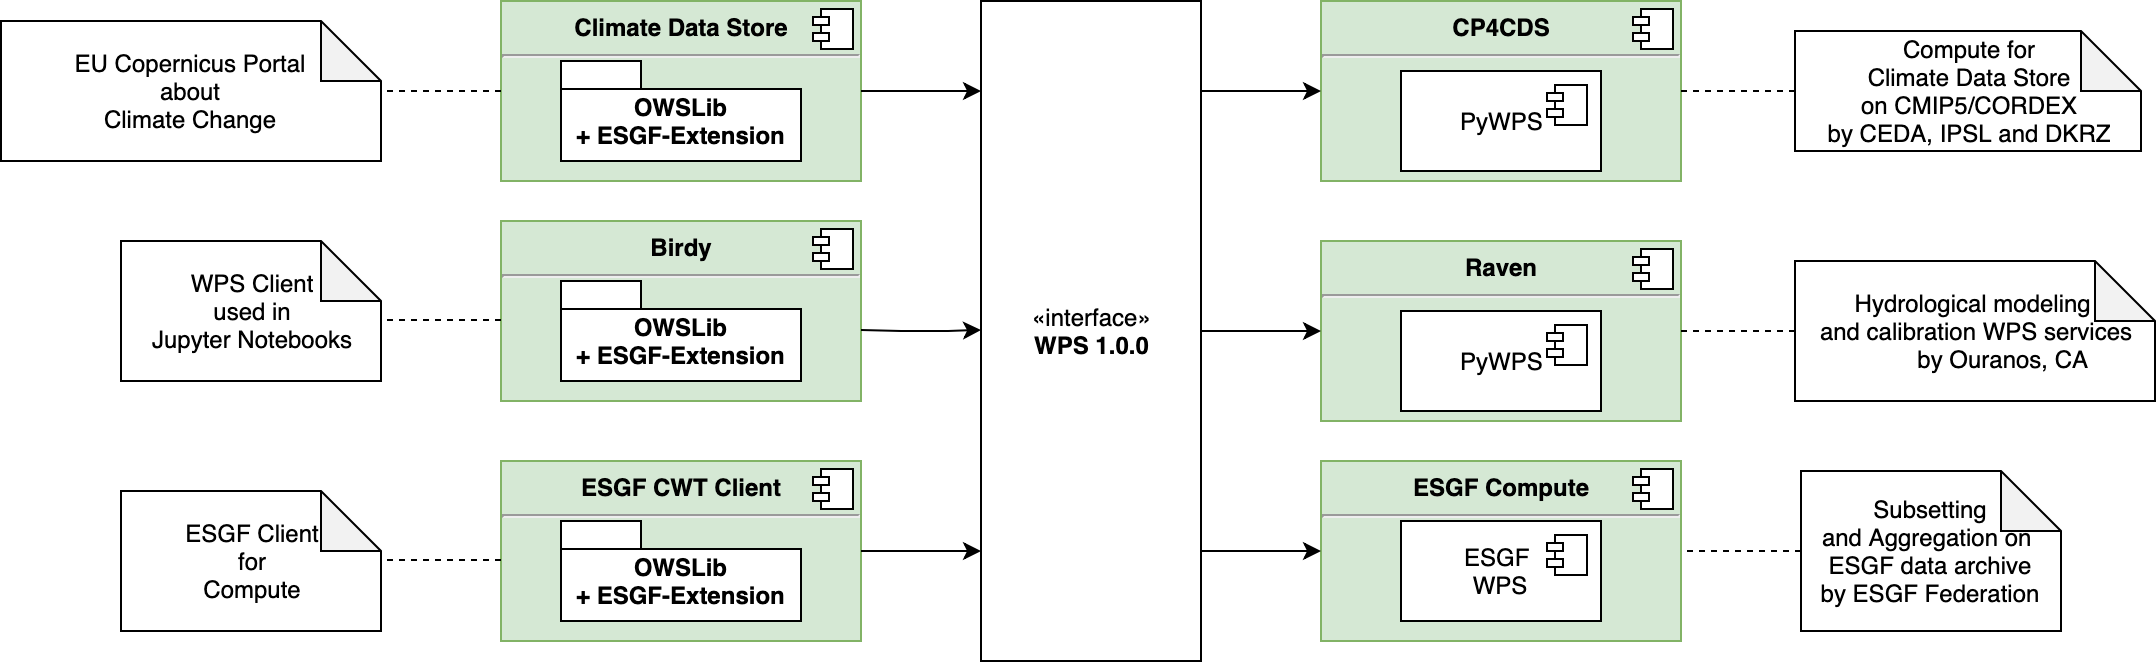 EU Copernicus Portal
about
Climate Change
Climate Data Store
OWSLib
+ ESGF-Extension
WPS Client
used in
Jupyter Notebooks
Birdy
OWSLib
+ ESGF-Extension
ESGF Client
for
Compute
ESGF CWT Client
OWSLib
+ ESGF-Extension
«interface»
WPS 1.0.0
CP4CDS
PyWPS
Compute for
Climate Data Store
on CMIP5/CORDEX
by CEDA, IPSL and DKRZ
Raven
PyWPS
Hydrological modeling
and calibration WPS services
by Ouranos, CA
ESGF Compute
ESGF
WPS
Subsetting
and Aggregation on
ESGF data archive
by ESGF Federation